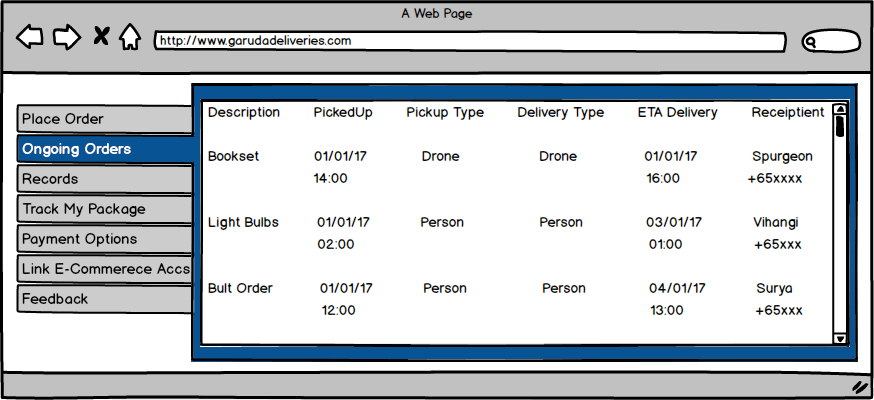 A Web Page
http://www.garudadeliveries.com
Place Order
Ongoing Orders
Records
Track My Package
Payment Options
Link E-Commerece Accs
Feedback
Description PickedUp Pickup Type Delivery Type ETA Delivery Receiptient
Bookset 01/01/17 Drone Drone 01/01/17 Spurgeon
14:00 16:00 +65xxxx
Light Bulbs 01/01/17 Person Person 03/01/17 Vihangi
02:00 01:00 +65xxx
Bult Order 01/01/17 Person Person 04/01/17 Surya
12:00 13:00 +65xxx